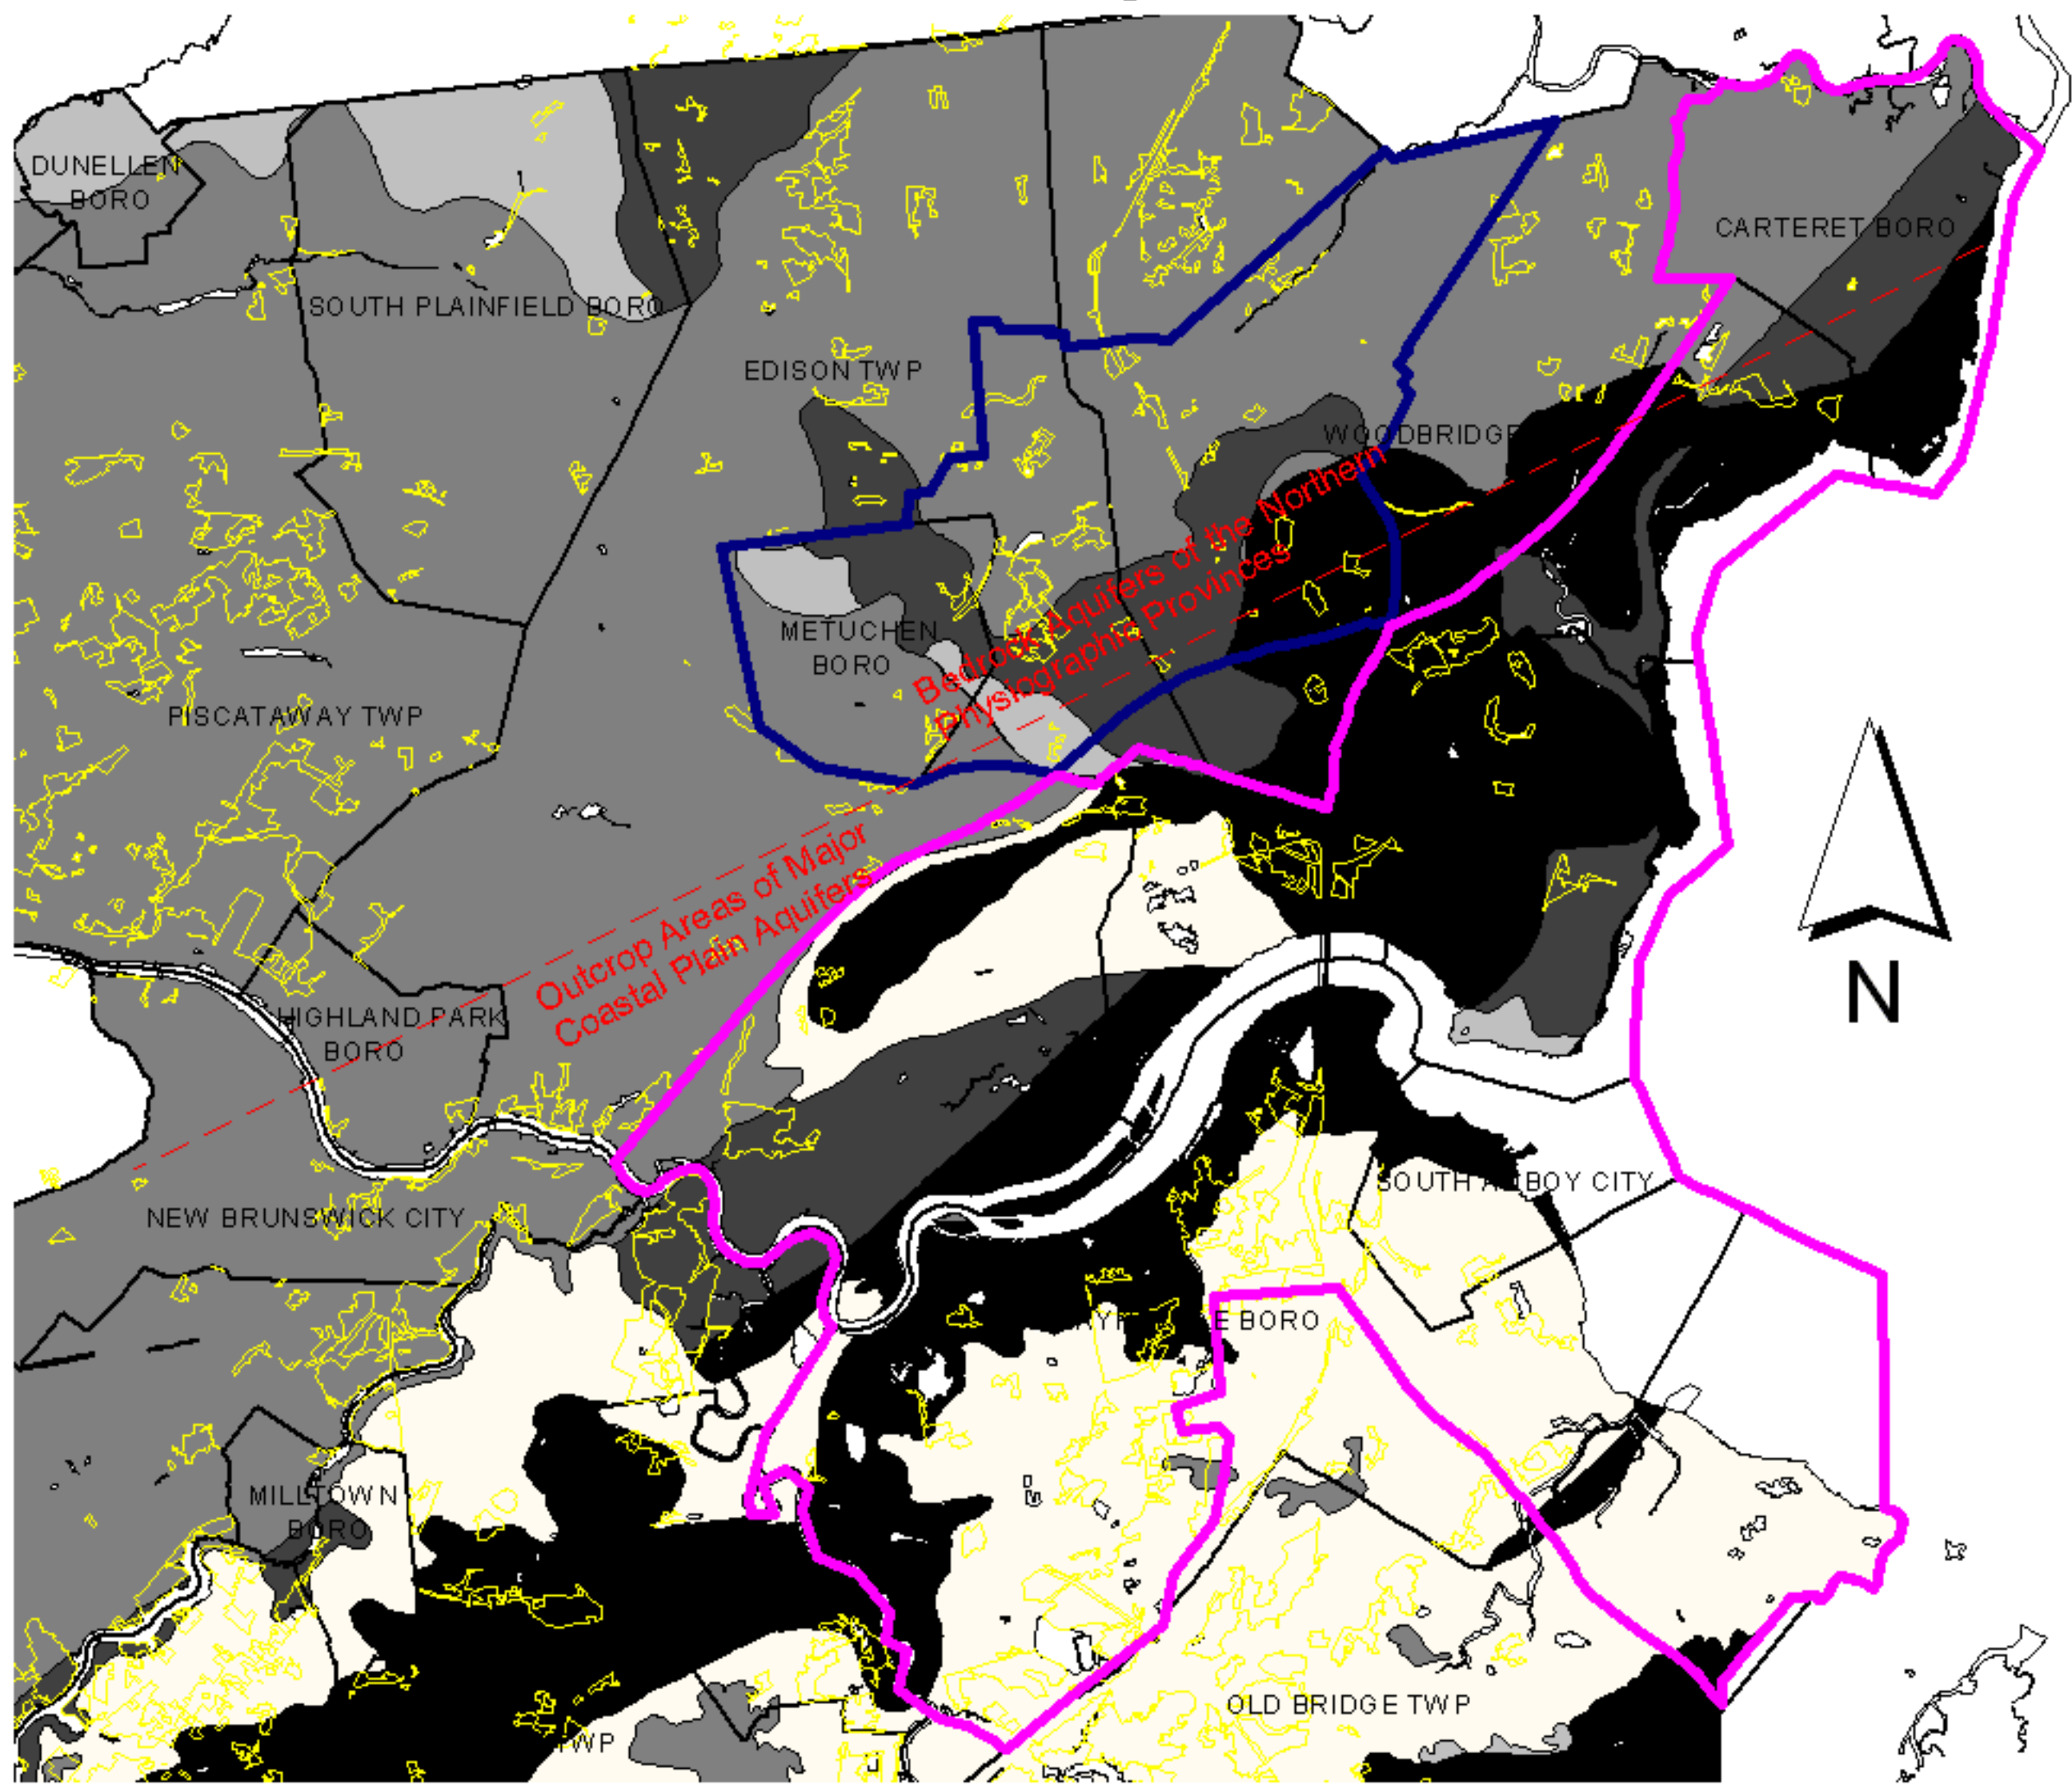 DUNELLEN
BORO
CARTERET BORO
SOUTH PLAINFIELD BORO
EDISON TWP
WOODBRIDGE
Bedrock Aquifers of the Northern
Physiographic Provinces
METUCHEN
BORO
PISCATAWAY TWP
Outcrop Areas of Major
Coastal Plain Aquifers
N
HIGHLAND PARK
BORO
SOUTH A BOY CITY
NEW BRUNSWICK CITY
E BORO
MILLTOWN
BORO
OLD BRIDGE TWP
TWP